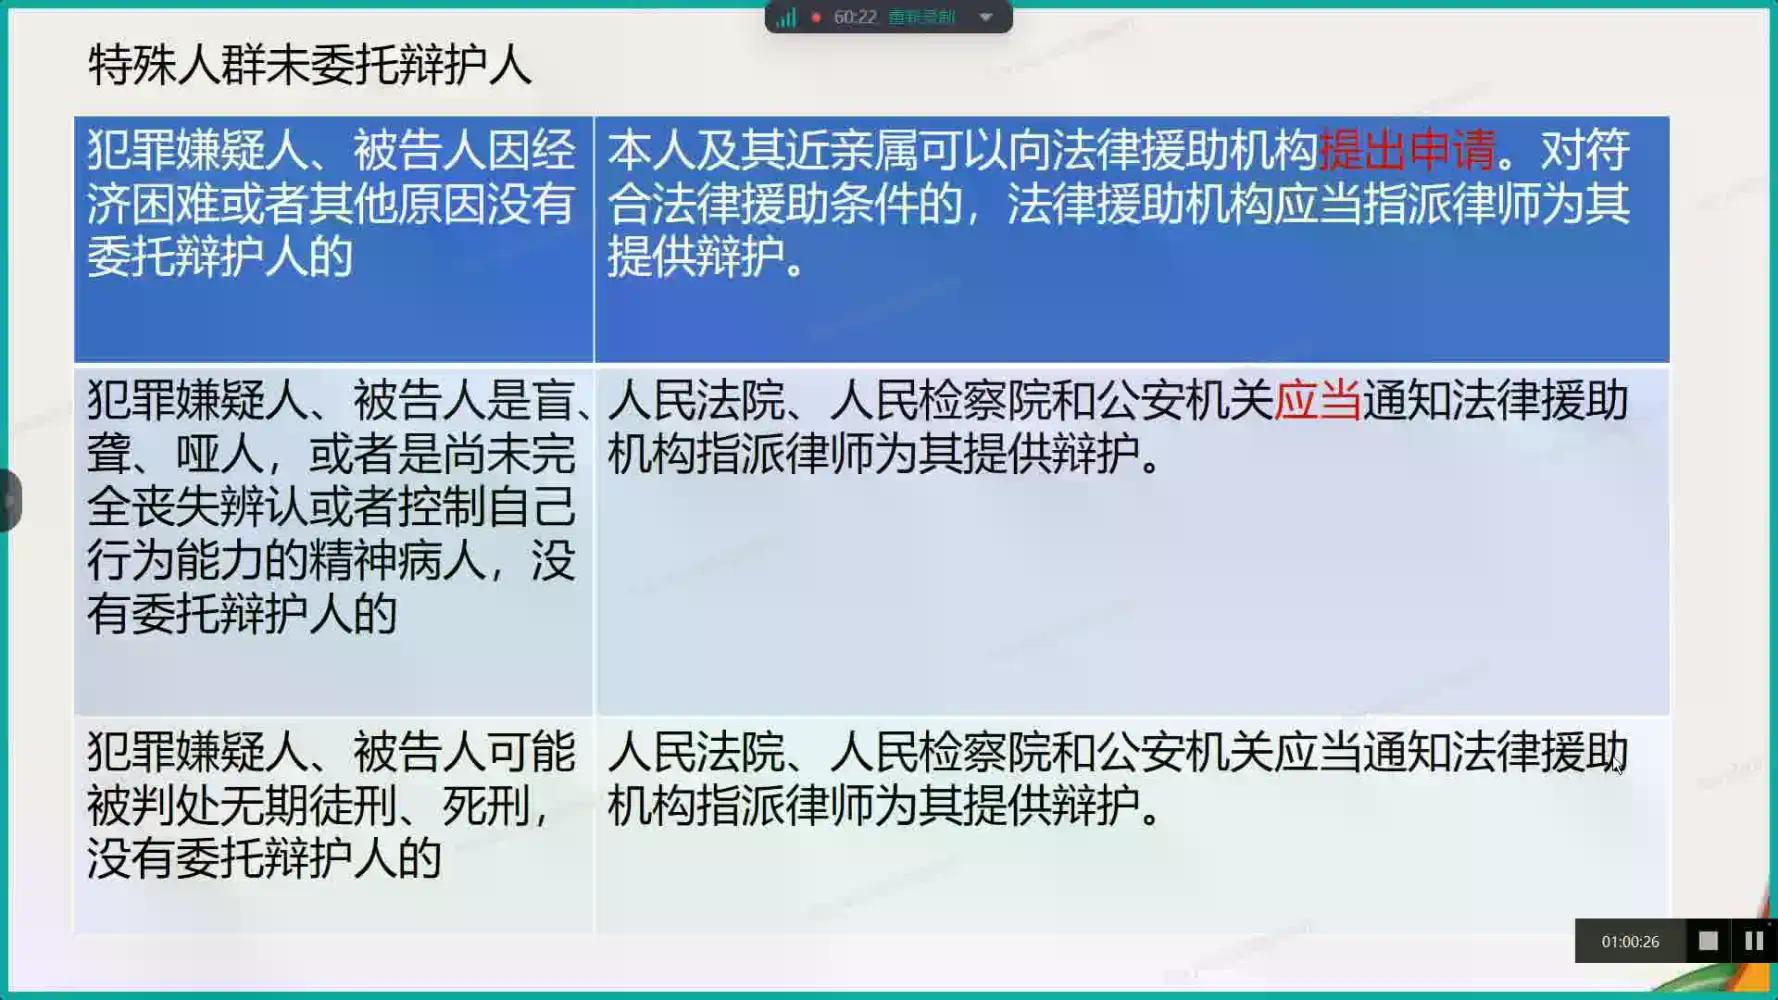 60:22
特殊人群未委托辩护人
犯罪嫌疑人、被告人因经
济困难或者其他原因没有
委托辩护人的
本人及其近亲属可以向法律援助机构提出申请。对符
合法律援助条件的，法律援助机构应当指派律师为其
提供辩护。
犯罪嫌疑人、被告人是盲、
聋、哑人，或者是尚未完
全丧失辨认或者控制自己
行为能力的精神病人，没
有委托辩护人的
人民法院、人民检察院和公安机关应当通知法律援助
机构指派律师为其提供辩护。
犯罪嫌疑人、被告人可能
被判处无期徒刑、死刑，
没有委托辩护人的
人民法院、人民检察院和公安机关应当通知法律援助
机构指派律师为其提供辩护。
01:00:26